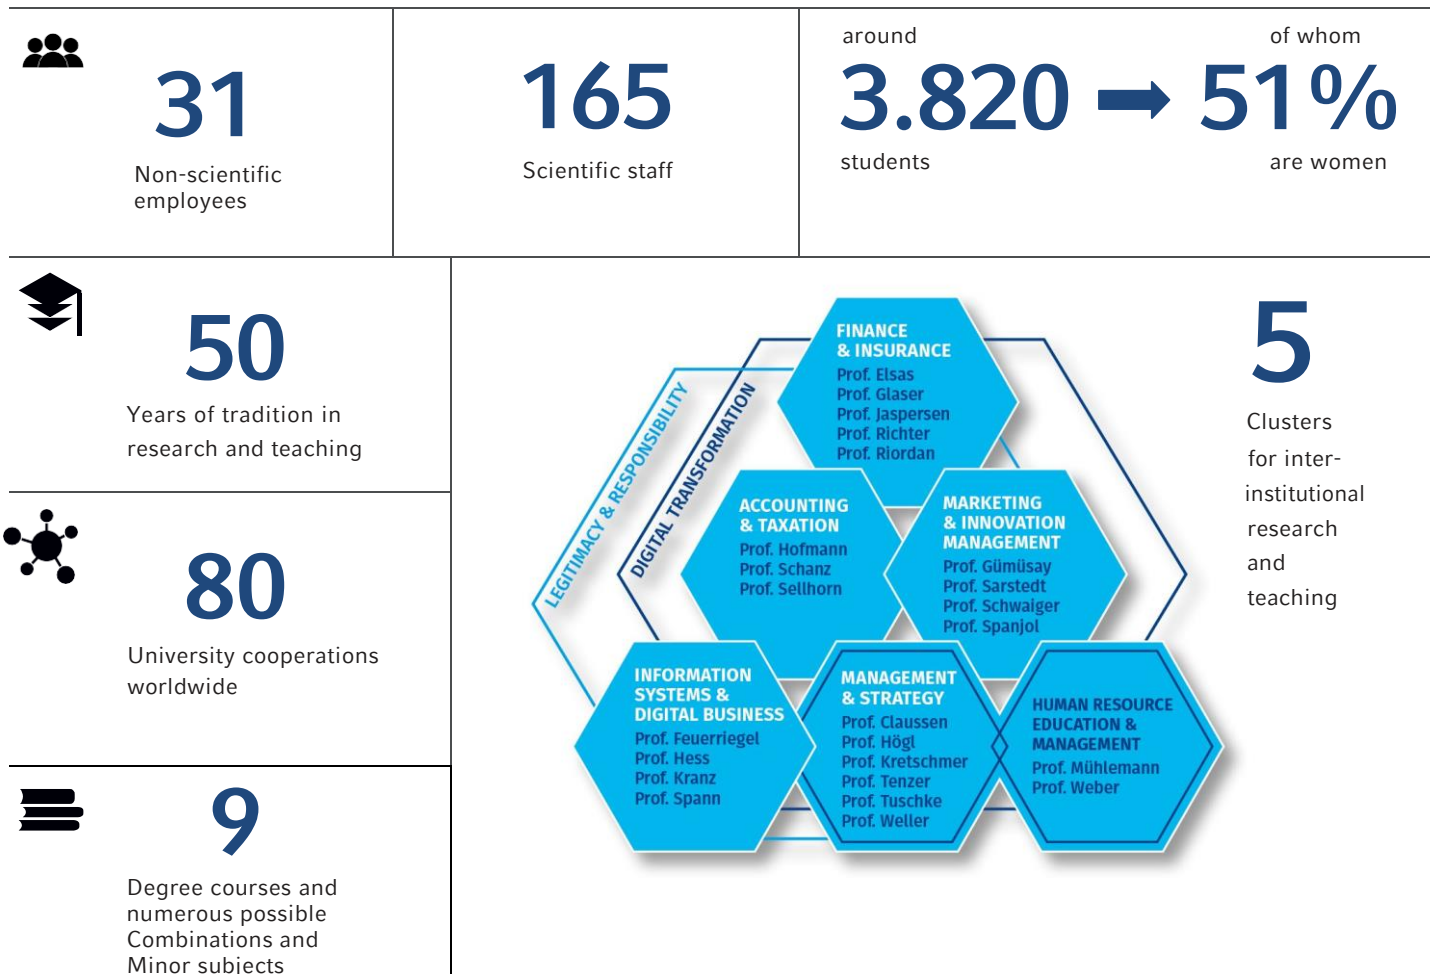 31
Non-scientific
employees
165
Scientific staff
around
3.820
students
of whom
51%
are women
50
Years of tradition in
research and teaching
80
University cooperations
worldwide
9
Degree courses and
numerous possible
Combinations and
Minor subjects
LEGITIMACY & RESPONSIBILITY
DIGITAL TRANSFORMATION
FINANCE
& INSURANCE
Prof. Elsas
Prof. Glaser
Prof. Jaspersen
Prof. Richter
Prof. Riordan
ACCOUNTING
& TAXATION
Prof. Hofmann
Prof. Schanz
Prof. Sellhorn
MARKETING
& INNOVATION
MANAGEMENT
Prof. Gümüsay
Prof. Sarstedt
Prof. Schwaiger
Prof. Spanjol
INFORMATION
SYSTEMS &
DIGITAL BUSINESS
Prof. Feuerriegel
Prof. Hess
Prof. Kranz
Prof. Spann
MANAGEMENT
& STRATEGY
Prof. Claussen
Prof. Högl
Prof. Kretschmer
Prof. Tenzer
Prof. Tuschke
Prof. Weller
HUMAN RESOURCE
EDUCATION &
MANAGEMENT
Prof. Mühlemann
Prof. Weber
5
Clusters
for inter-
institutional
research
and
teaching